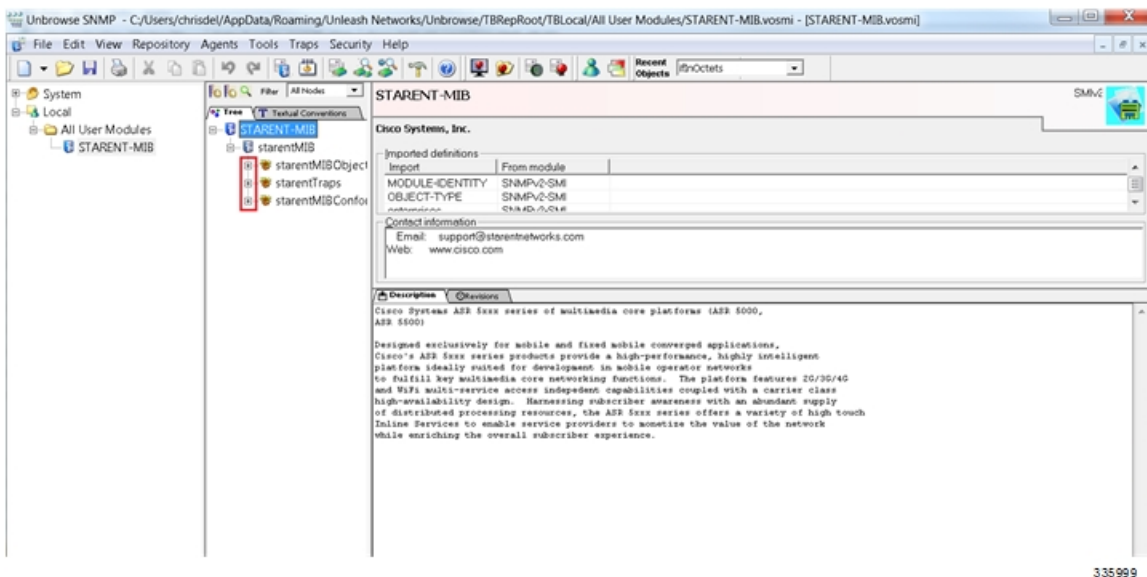 Unbrowse SNMP - C:/Users/chrisdel/AppData/Roaming/Unleash Networks/Unbrowse/TBRepRoot/TBLocal/All User Modules/STARENT-MIB.vosmi - [STARENT-MIB.vosmi]
File Edit View Repository Agents Tools Traps Security Help
Recent Objects ifInOctets
System
Local
All User Modules
STARENT-MIB
Filter All Nodes
Tree Textual Conventions
STARENT-MIB
starentMIB
starentMIBObject
starentTraps
starentMIBConfor
STARENT-MIB
SMIv2
Cisco Systems, Inc.
Imported definitions
Import From module
MODULE-IDENTITY SNMPv2-SMI
OBJECT-TYPE SNMPv2-SMI
enterprises SNMPv2-SMI
Contact information
Email: support@starentnetworks.com
Web: www.cisco.com
Description Revisions
Cisco Systems ASR 5xxx series of multimedia core platforms (ASR 5000,
ASR 5500)
Designed exclusively for mobile and fixed mobile converged applications,
Cisco's ASR 5xxx series products provide a high-performance, highly intelligent
platform ideally suited for development in mobile operator networks
to fulfill key multimedia core networking functions. The platform features 2G/3G/4G
and WiFi multi-service access indepedent capabilities coupled with a carrier class
high-availability design. Harnessing subscriber awareness with an abundant supply
of distributed processing resources, the ASR 5xxx series offers a variety of high touch
Inline Services to enable service providers to monetize the value of the network
while enriching the overall subscriber experience.
335999